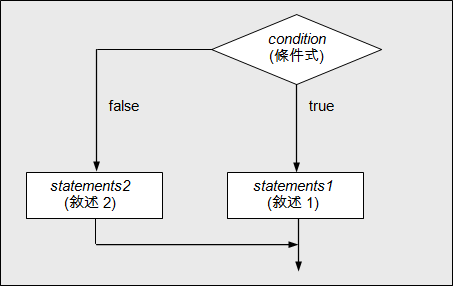 condition
(條件式)
false
true
statements2
(敘述 2)
statements1
(敘述 1)